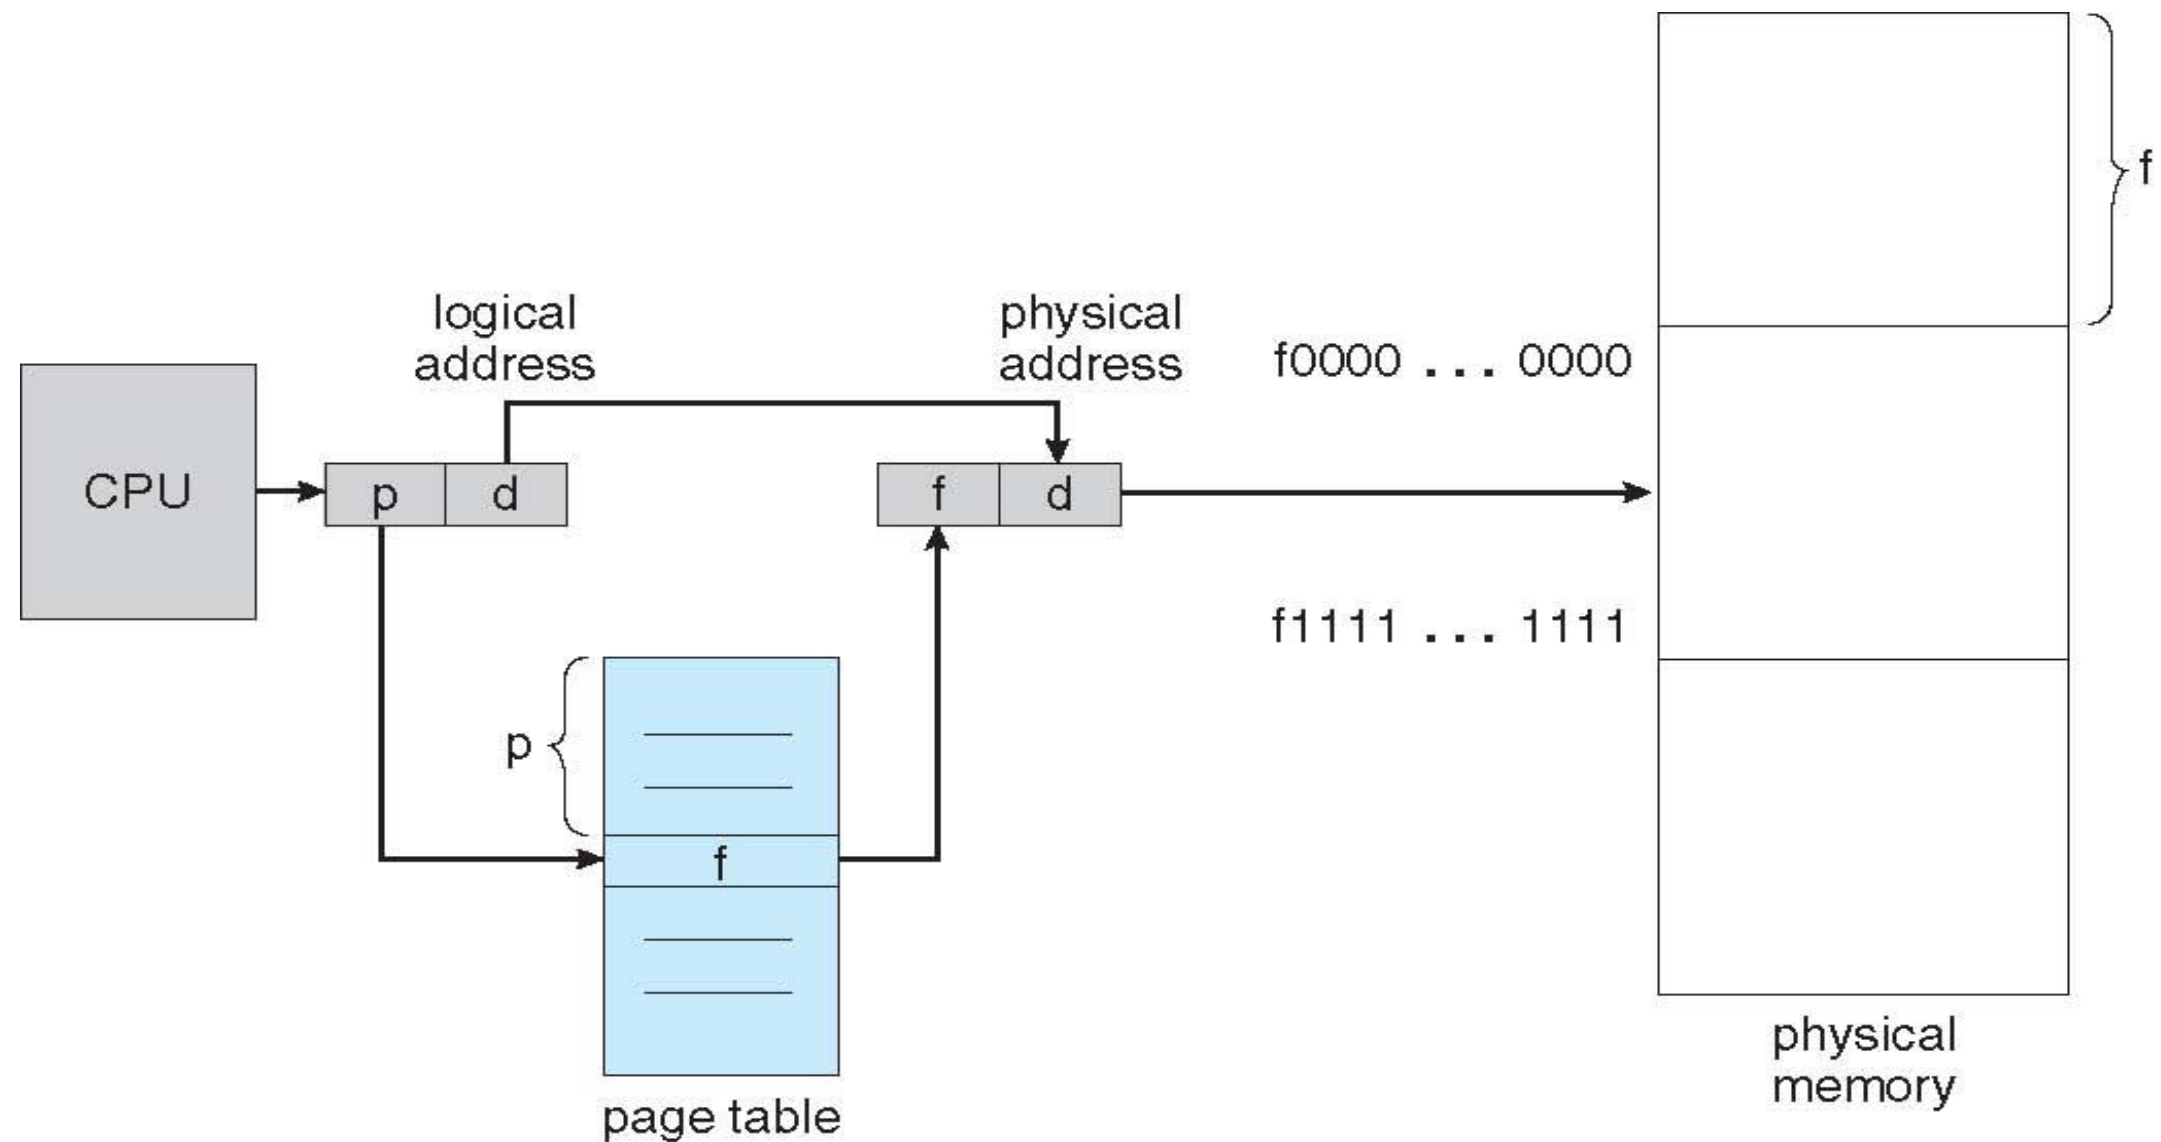 f
logical
address
physical
address
f0000 ... 0000
CPU
p
d
f
d
f1111 ... 1111
p
f
page table
physical
memory